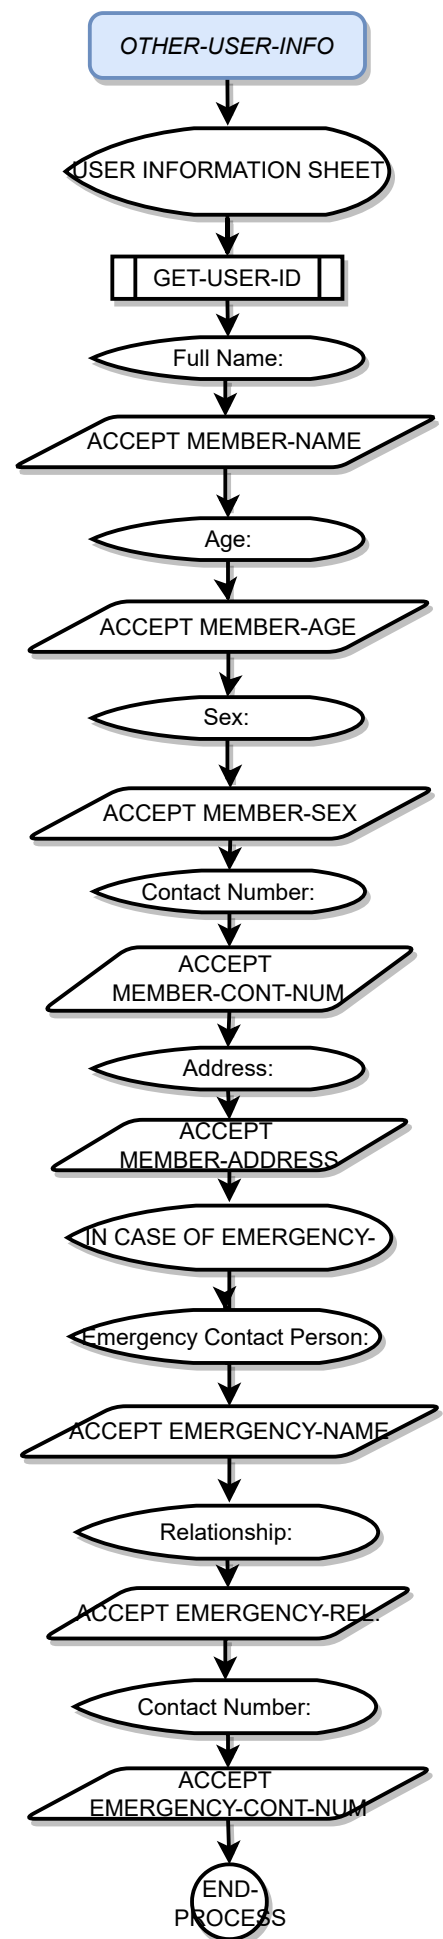 OTHER-USER-INFO
USER INFORMATION SHEET
GET-USER-ID
Full Name:
ACCEPT MEMBER-NAME
Age:
ACCEPT MEMBER-AGE
Sex:
ACCEPT MEMBER-SEX
Contact Number:
ACCEPT
MEMBER-CONT-NUM
Address:
ACCEPT
MEMBER-ADDRESS
IN CASE OF EMERGENCY-
Emergency Contact Person:
ACCEPT EMERGENCY-NAME
Relationship:
ACCEPT EMERGENCY-REL.
Contact Number:
ACCEPT
EMERGENCY-CONT-NUM
END-
PROCESS